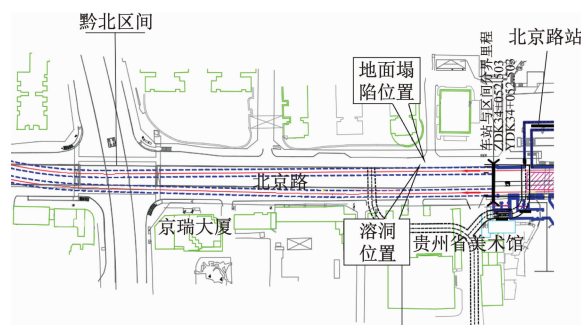 黔北区间
北京路站
地面塌
陷位置
车站与区间分界里程
ZDK34+052.503
YDK34+052.503
北京路
京瑞大厦
溶洞
位置
贵州省美术馆